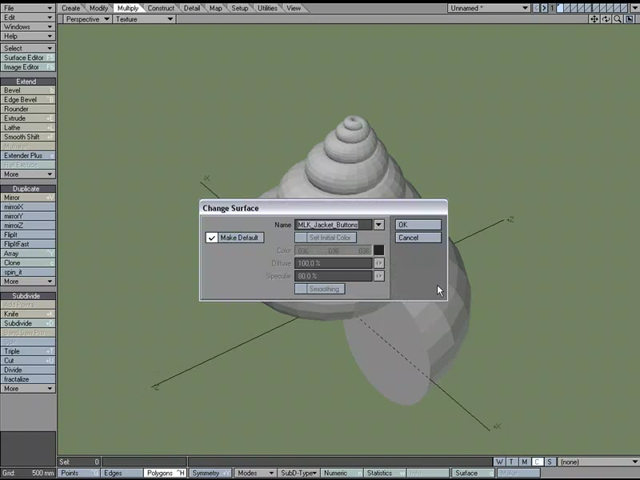 File Create Modify Multiply Construct Detail Map Setup Utilities View Unnamed * 1
Edit Perspective Texture
Windows
Help
Select
Surface Editor
Image Editor
Extend
Bevel
Edge Bevel
Rounder
Extrude
Lathe
Smooth Shift
Extender Plus
More
Duplicate
Mirror
mirrorX
mirrorY
mirrorZ
FlipIt
FlipItFast
Array
Clone
spin_it
More
Subdivide
Knife
Subdivide
Triple
Cut
Divide
fractalize
More
Change Surface
Name MLK_Jacket_Buttons OK
Make Default Set Initial Color Cancel
Color
Diffuse 100.0 %
Specular 80.0 %
Smoothing
Sel: 0 W T M C S (none)
Grid: 500 mm Points Edges Polygons ^H Symmetry Modes SubD-Type Numeric Statistics Surface